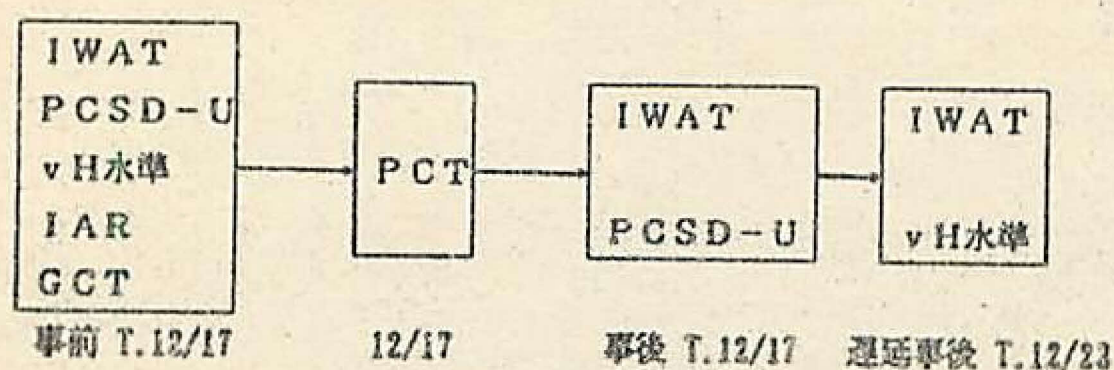 IWAT
PCSD-U
vH水準
IAR
GCT
事前 T.12/17
PCT
12/17
IWAT
PCSD-U
事後 T.12/17
IWAT
vH水準
遅延事後 T.12/23